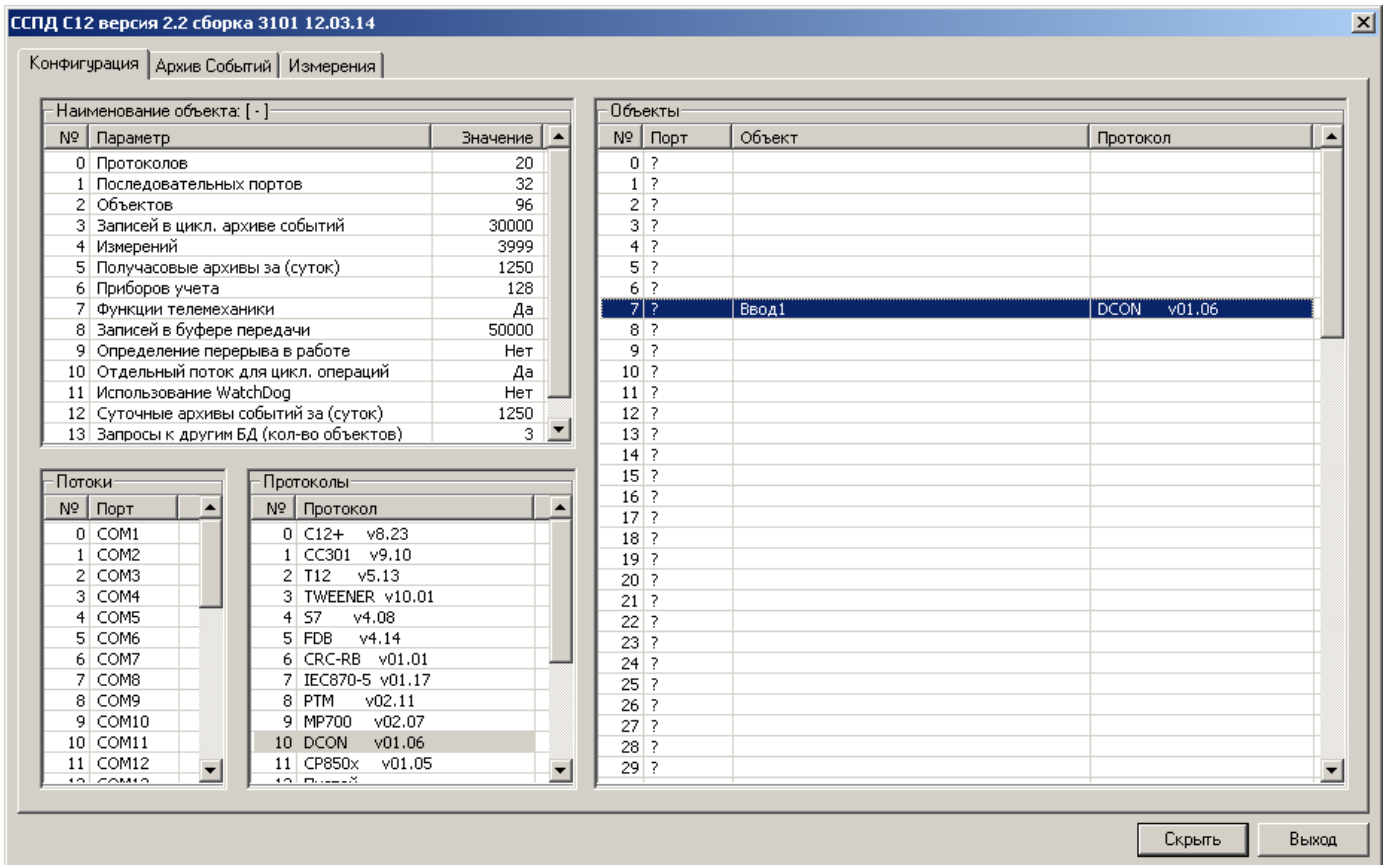 ССПД С12 версия 2.2 сборка 3101 12.03.14
Конфигурация Архив Событий Измерения
Наименование объекта: [ - ]
№ Параметр Значение
0 Протоколов 20
1 Последовательных портов 32
2 Объектов 96
3 Записей в цикл. архиве событий 30000
4 Измерений 3999
5 Получасовые архивы за (суток) 1250
6 Приборов учета 128
7 Функции телемеханики Да
8 Записей в буфере передачи 50000
9 Определение перерыва в работе Нет
10 Отдельный поток для цикл. операций Да
11 Использование WatchDog Нет
12 Суточные архивы событий за (суток) 1250
13 Запросы к другим БД (кол-во объектов) 3
Потоки
№ Порт
0 COM1
1 COM2
2 COM3
3 COM4
4 COM5
5 COM6
6 COM7
7 COM8
8 COM9
9 COM10
10 COM11
11 COM12
12 COM13
Протоколы
№ Протокол
0 C12+ v8.23
1 CC301 v9.10
2 T12 v5.13
3 TWEENER v10.01
4 S7 v4.08
5 FDB v4.14
6 CRC-RB v01.01
7 IEC870-5 v01.17
8 PTM v02.11
9 MP700 v02.07
10 DCON v01.06
11 CP850x v01.05
12 Пустой
Объекты
№ Порт Объект Протокол
0 ?
1 ?
2 ?
3 ?
4 ?
5 ?
6 ?
7 ? Ввод1 DCON v01.06
8 ?
9 ?
10 ?
11 ?
12 ?
13 ?
14 ?
15 ?
16 ?
17 ?
18 ?
19 ?
20 ?
21 ?
22 ?
23 ?
24 ?
25 ?
26 ?
27 ?
28 ?
29 ?
Скрыть Выход